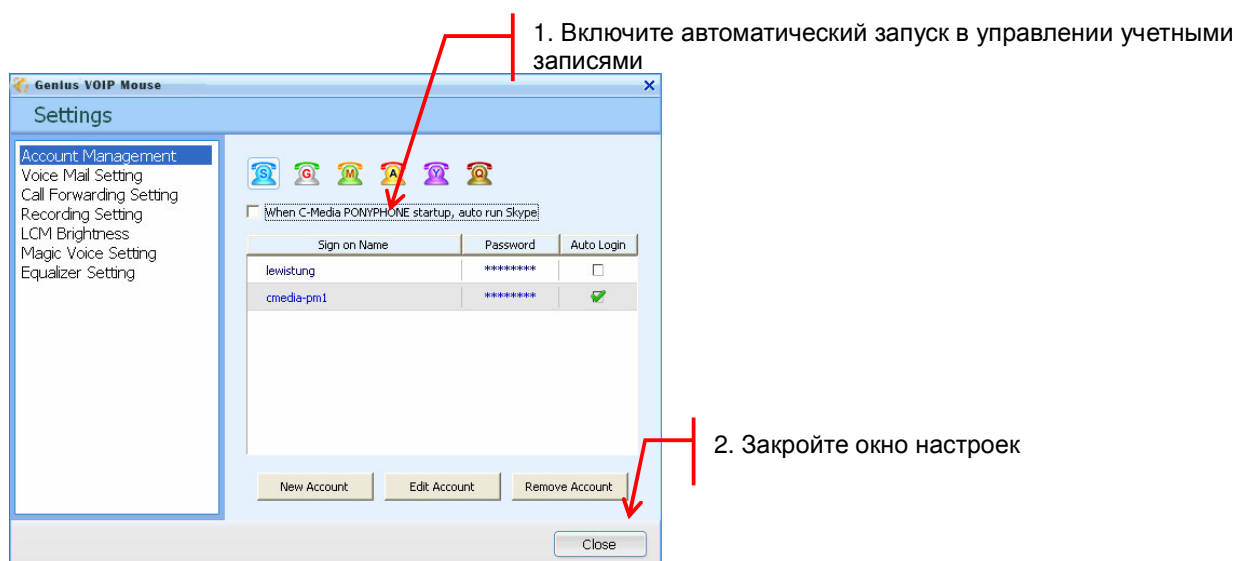 1. Включите автоматический запуск в управлении учетными
записями
Genius VOIP Mouse
Settings
Account Management
Voice Mail Setting
Call Forwarding Setting
Recording Setting
LCM Brightness
Magic Voice Setting
Equalizer Setting
S G M A Y Q
When C-Media PONYPHONE startup, auto run Skype
Sign on Name Password Auto Login
lewistung ********
cmedia-pm1 ********
2. Закройте окно настроек
New Account Edit Account Remove Account
Close